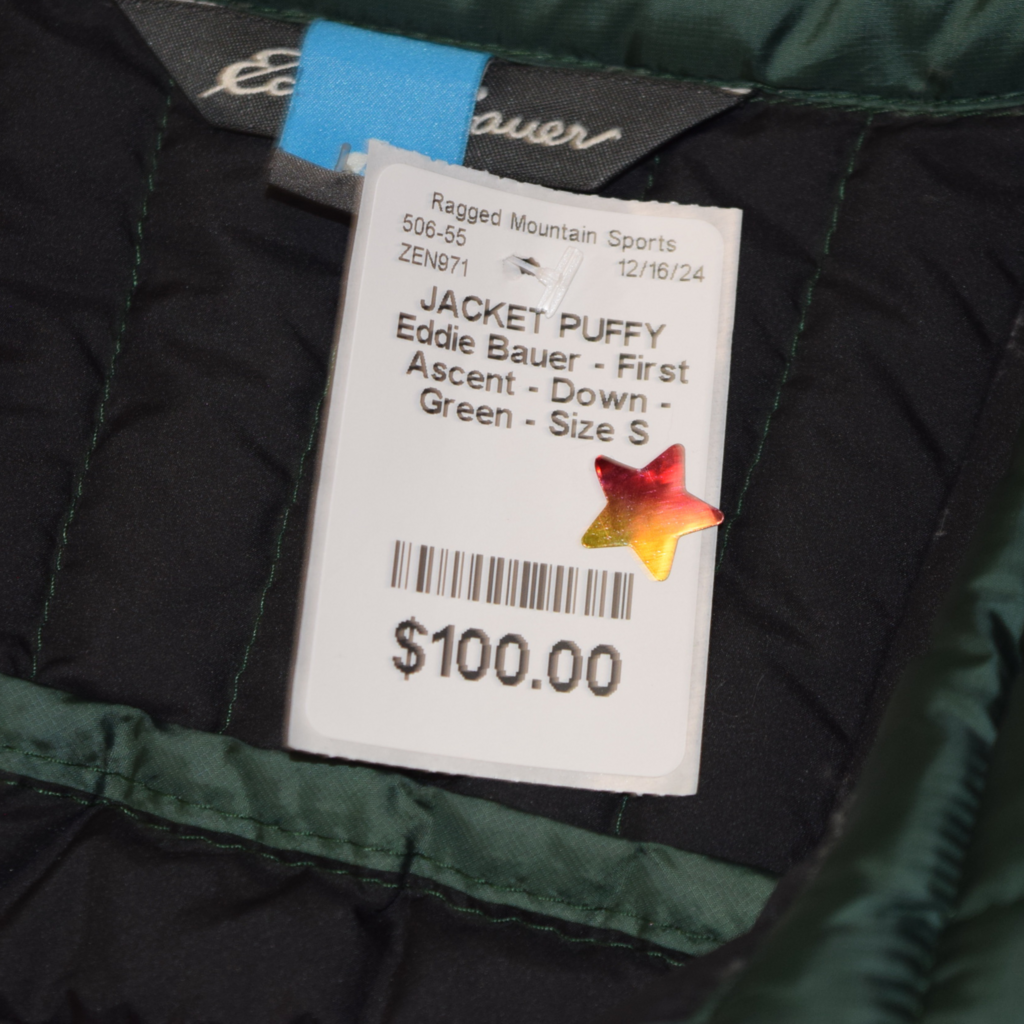 auer
Ragged Mountain Sports
506-55
ZEN971
12/16/24
JACKET PUFFY
Eddie Bauer - First
Ascent - Down -
Green - Size S
$100.00